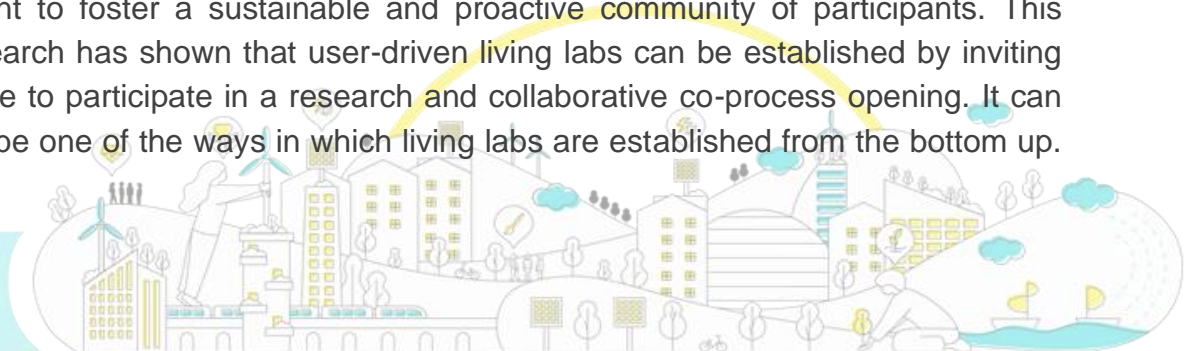 nt to foster a sustainable and proactive community of participants. This
earch has shown that user-driven living labs can be established by inviting
e to participate in a research and collaborative co-process opening. It can
be one of the ways in which living labs are established from the bottom up.